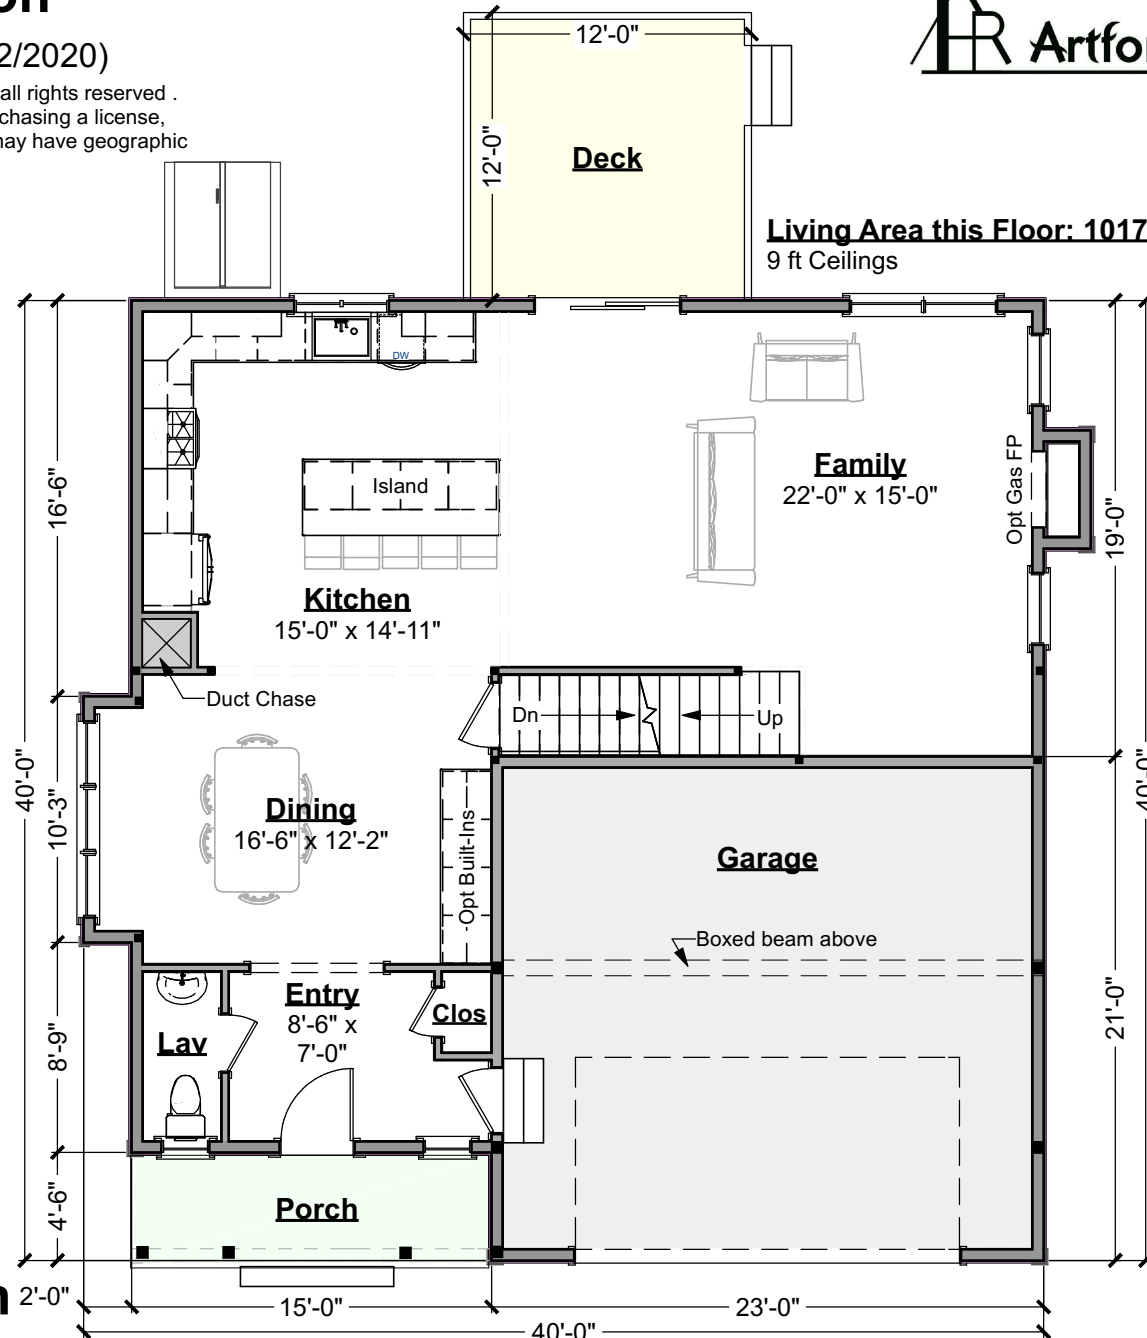 2/2020)
all rights reserved .
chasing a license,
may have geographic
Artfo
12'-0"
12'-0"
Deck
Living Area this Floor: 1017
9 ft Ceilings
DW
Island
Family
22'-0" x 15'-0"
Opt Gas FP
16'-6"
19'-0"
Kitchen
15'-0" x 14'-11"
Duct Chase
Dn
Up
40'-0"
10'-3"
Dining
16'-6" x 12'-2"
Opt Built-Ins
Garage
40'-0"
Boxed beam above
Entry
8'-6" x
7'-0"
Clos
Lav
8'-9"
21'-0"
Porch
4'-6"
2'-0"
15'-0"
23'-0"
40'-0"